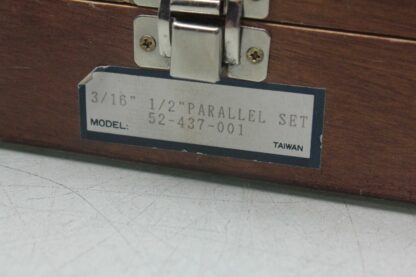 3/16" 1/2"PARALLEL SET
MODEL: 52-437-001
TAIWAN